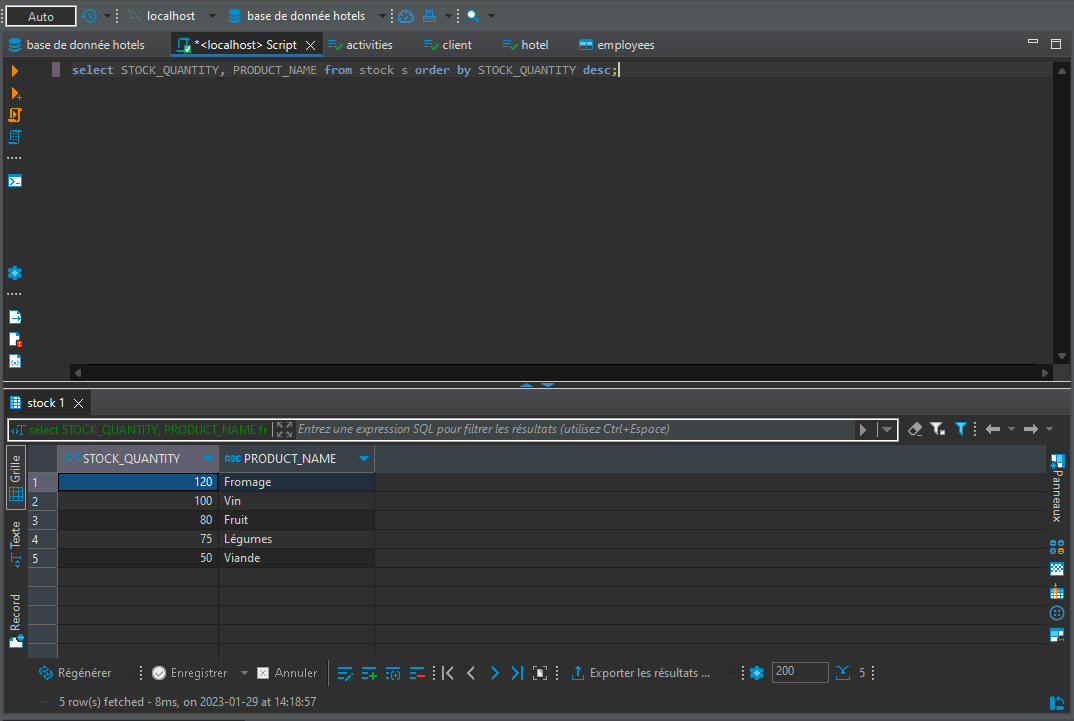 Auto localhost base de donnée hotels
base de donnée hotels *<localhost> Script activities client hotel employees
select STOCK_QUANTITY, PRODUCT_NAME from stock s order by STOCK_QUANTITY desc;
stock 1
select STOCK_QUANTITY, PRODUCT_NAME fr Entrez une expression SQL pour filtrer les résultats (utilisez Ctrl+Espace)
Grille
Texte
Record
123 STOCK_QUANTITY ABC PRODUCT_NAME
1 120 Fromage
2 100 Vin
3 80 Fruit
4 75 Légumes
5 50 Viande
Panneaux
Régénérer Enregistrer Annuler Exporter les résultats ... 200 5
5 row(s) fetched - 8ms, on 2023-01-29 at 14:18:57